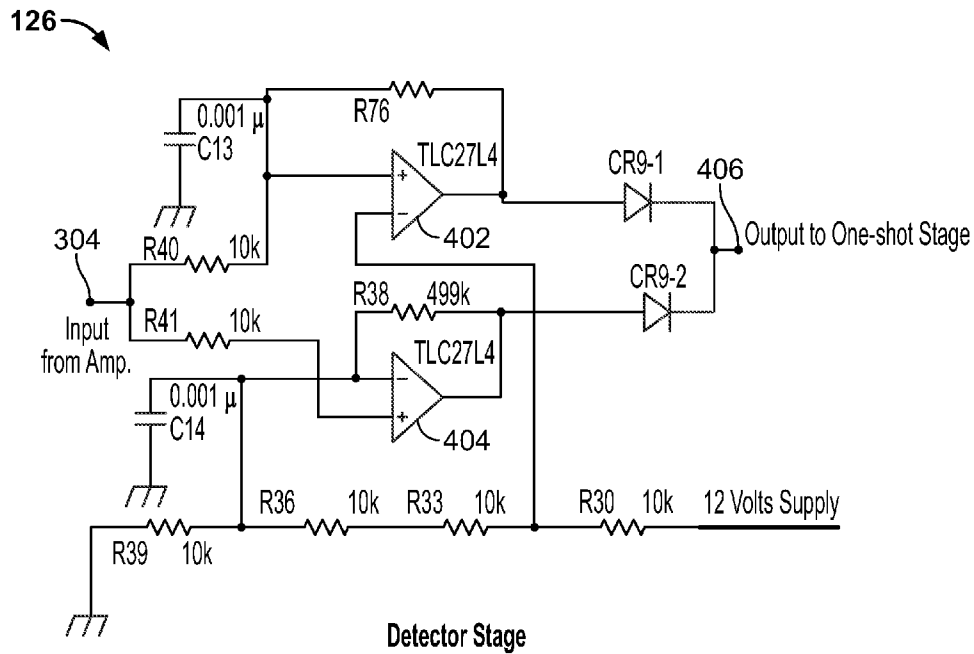 126
0.001 µ
C13
R76
TLC27L4
+
−
402
CR9-1
406
Output to One-shot Stage
304
R40 10k
Input
from Amp.
R41 10k
R38 499k
CR9-2
TLC27L4
−
+
404
0.001 µ
C14
R36 10k
R33 10k
R30 10k
12 Volts Supply
R39 10k
Detector Stage